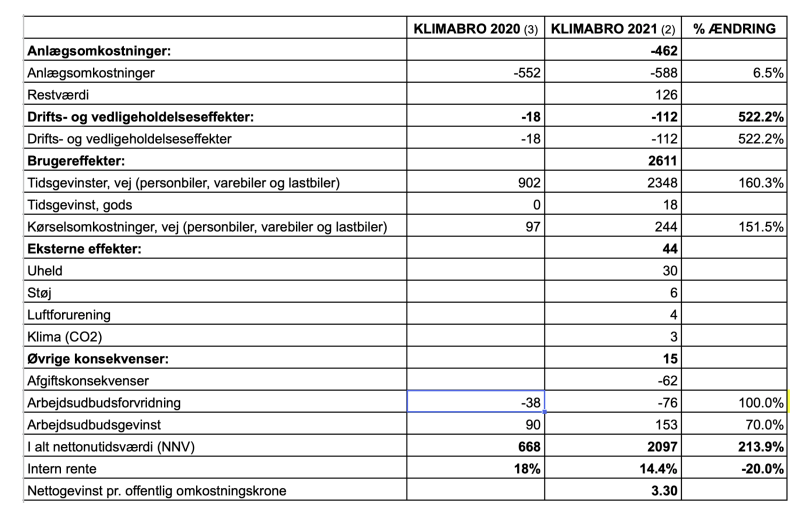 KLIMABRO 2020 (3) KLIMABRO 2021 (2) % ÆNDRING
Anlægsomkostninger: -462
Anlægsomkostninger -552 -588 6.5%
Restværdi 126
Drifts- og vedligeholdelseseffekter: -18 -112 522.2%
Drifts- og vedligeholdelseseffekter -18 -112 522.2%
Brugereffekter: 2611
Tidsgevinster, vej (personbiler, varebiler og lastbiler) 902 2348 160.3%
Tidsgevinst, gods 0 18
Kørselsomkostninger, vej (personbiler, varebiler og lastbiler) 97 244 151.5%
Eksterne effekter: 44
Uheld 30
Støj 6
Luftforurening 4
Klima (CO2) 3
Øvrige konsekvenser: 15
Afgiftskonsekvenser -62
Arbejdsudbudsforvridning -38 -76 100.0%
Arbejdsudbudsgevinst 90 153 70.0%
I alt nettonutidsværdi (NNV) 668 2097 213.9%
Intern rente 18% 14.4% -20.0%
Nettogevinst pr. offentlig omkostningskrone 3.30